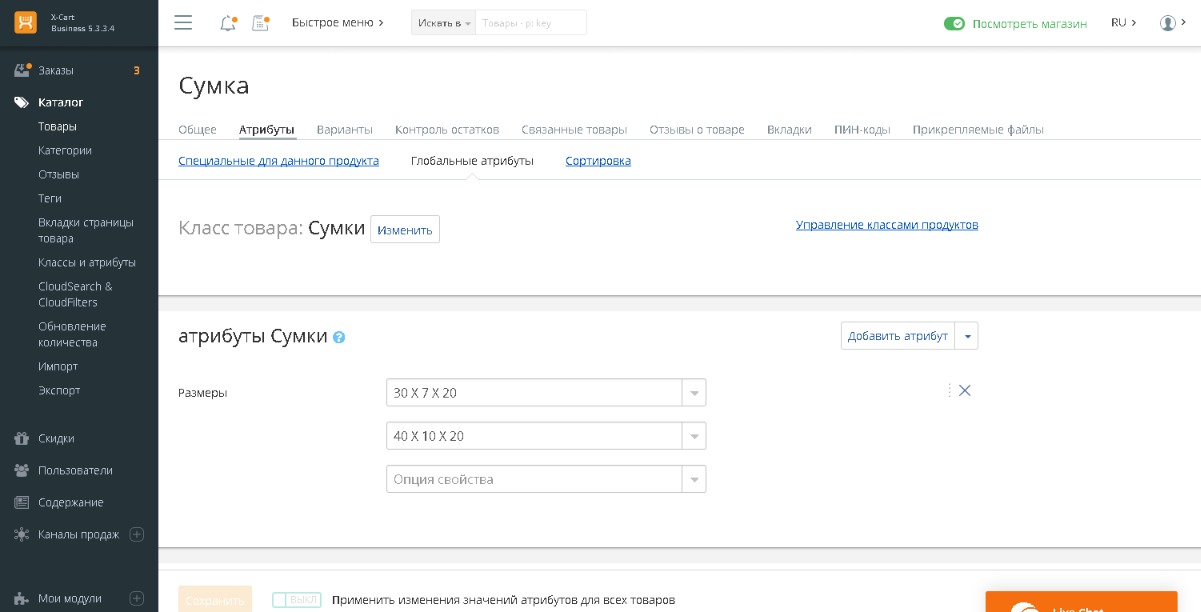 X-Cart
Business 5.3.3.4
Быстрое меню
Искать в
Товары
Посмотреть магазин
RU
Заказы
3
Каталог
Товары
Категории
Отзывы
Теги
Вкладки страницы
товара
Классы и атрибуты
CloudSearch &
CloudFilters
Обновление
количества
Импорт
Экспорт
Скидки
Пользователи
Содержание
Каналы продаж
Мои модули
Сумка
Общее Атрибуты Варианты Контроль остатков Связанные товары Отзывы о товаре Вкладки ПИН-коды Прикрепляемые файлы
Специальные для данного продукта Глобальные атрибуты Сортировка
Класс товара: Сумки Изменить
Управление классами продуктов
атрибуты Сумки ?
Добавить атрибут
Размеры
30 X 7 X 20
40 X 10 X 20
Опция свойства
Сохранить
ВЫКЛ
Применить изменения значений атрибутов для всех товаров
Live Chat